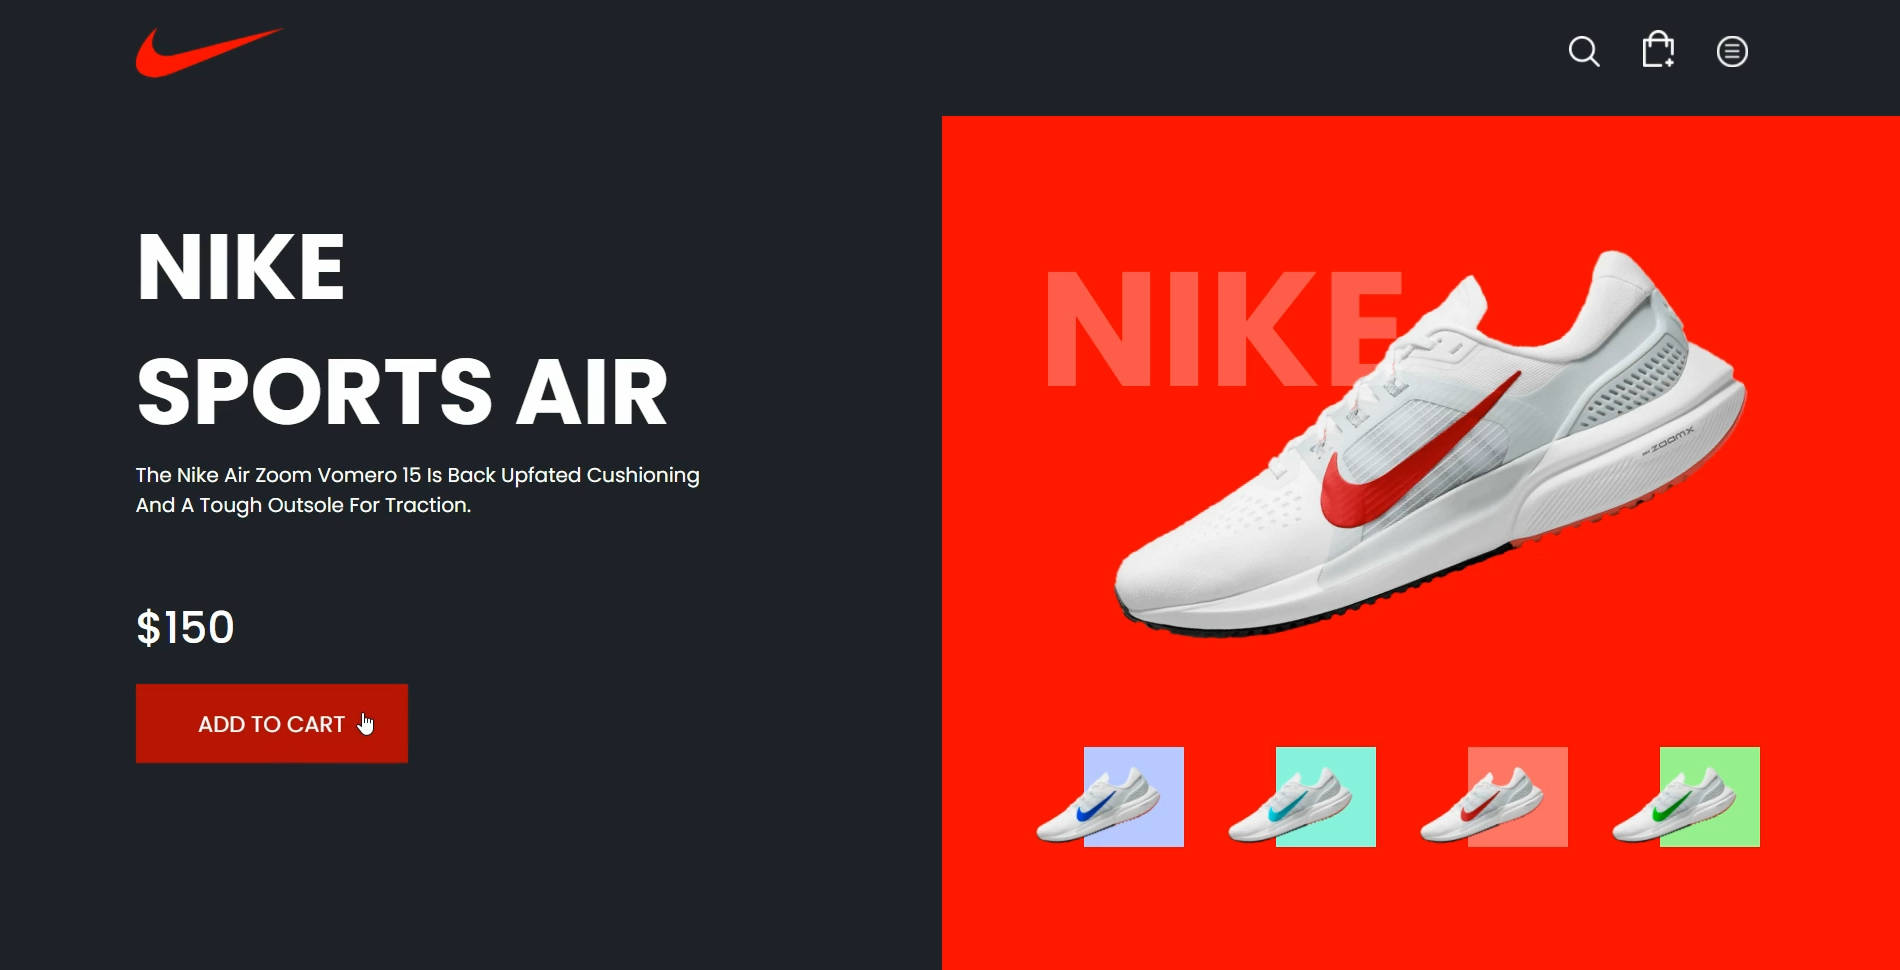 NIKE
SPORTS AIR
The Nike Air Zoom Vomero 15 Is Back Upfated Cushioning
And A Tough Outsole For Traction.
$150
ADD TO CART
NIKE
ZOOMX